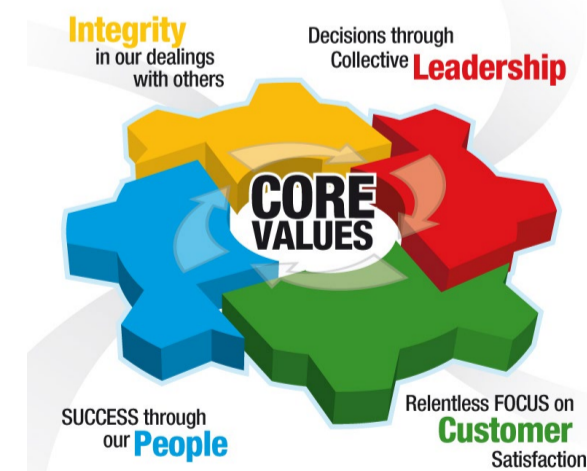 Integrity
in our dealings
with others
Decisions through
Collective Leadership
CORE
VALUES
SUCCESS through
our People
Relentless FOCUS on
Customer
Satisfaction